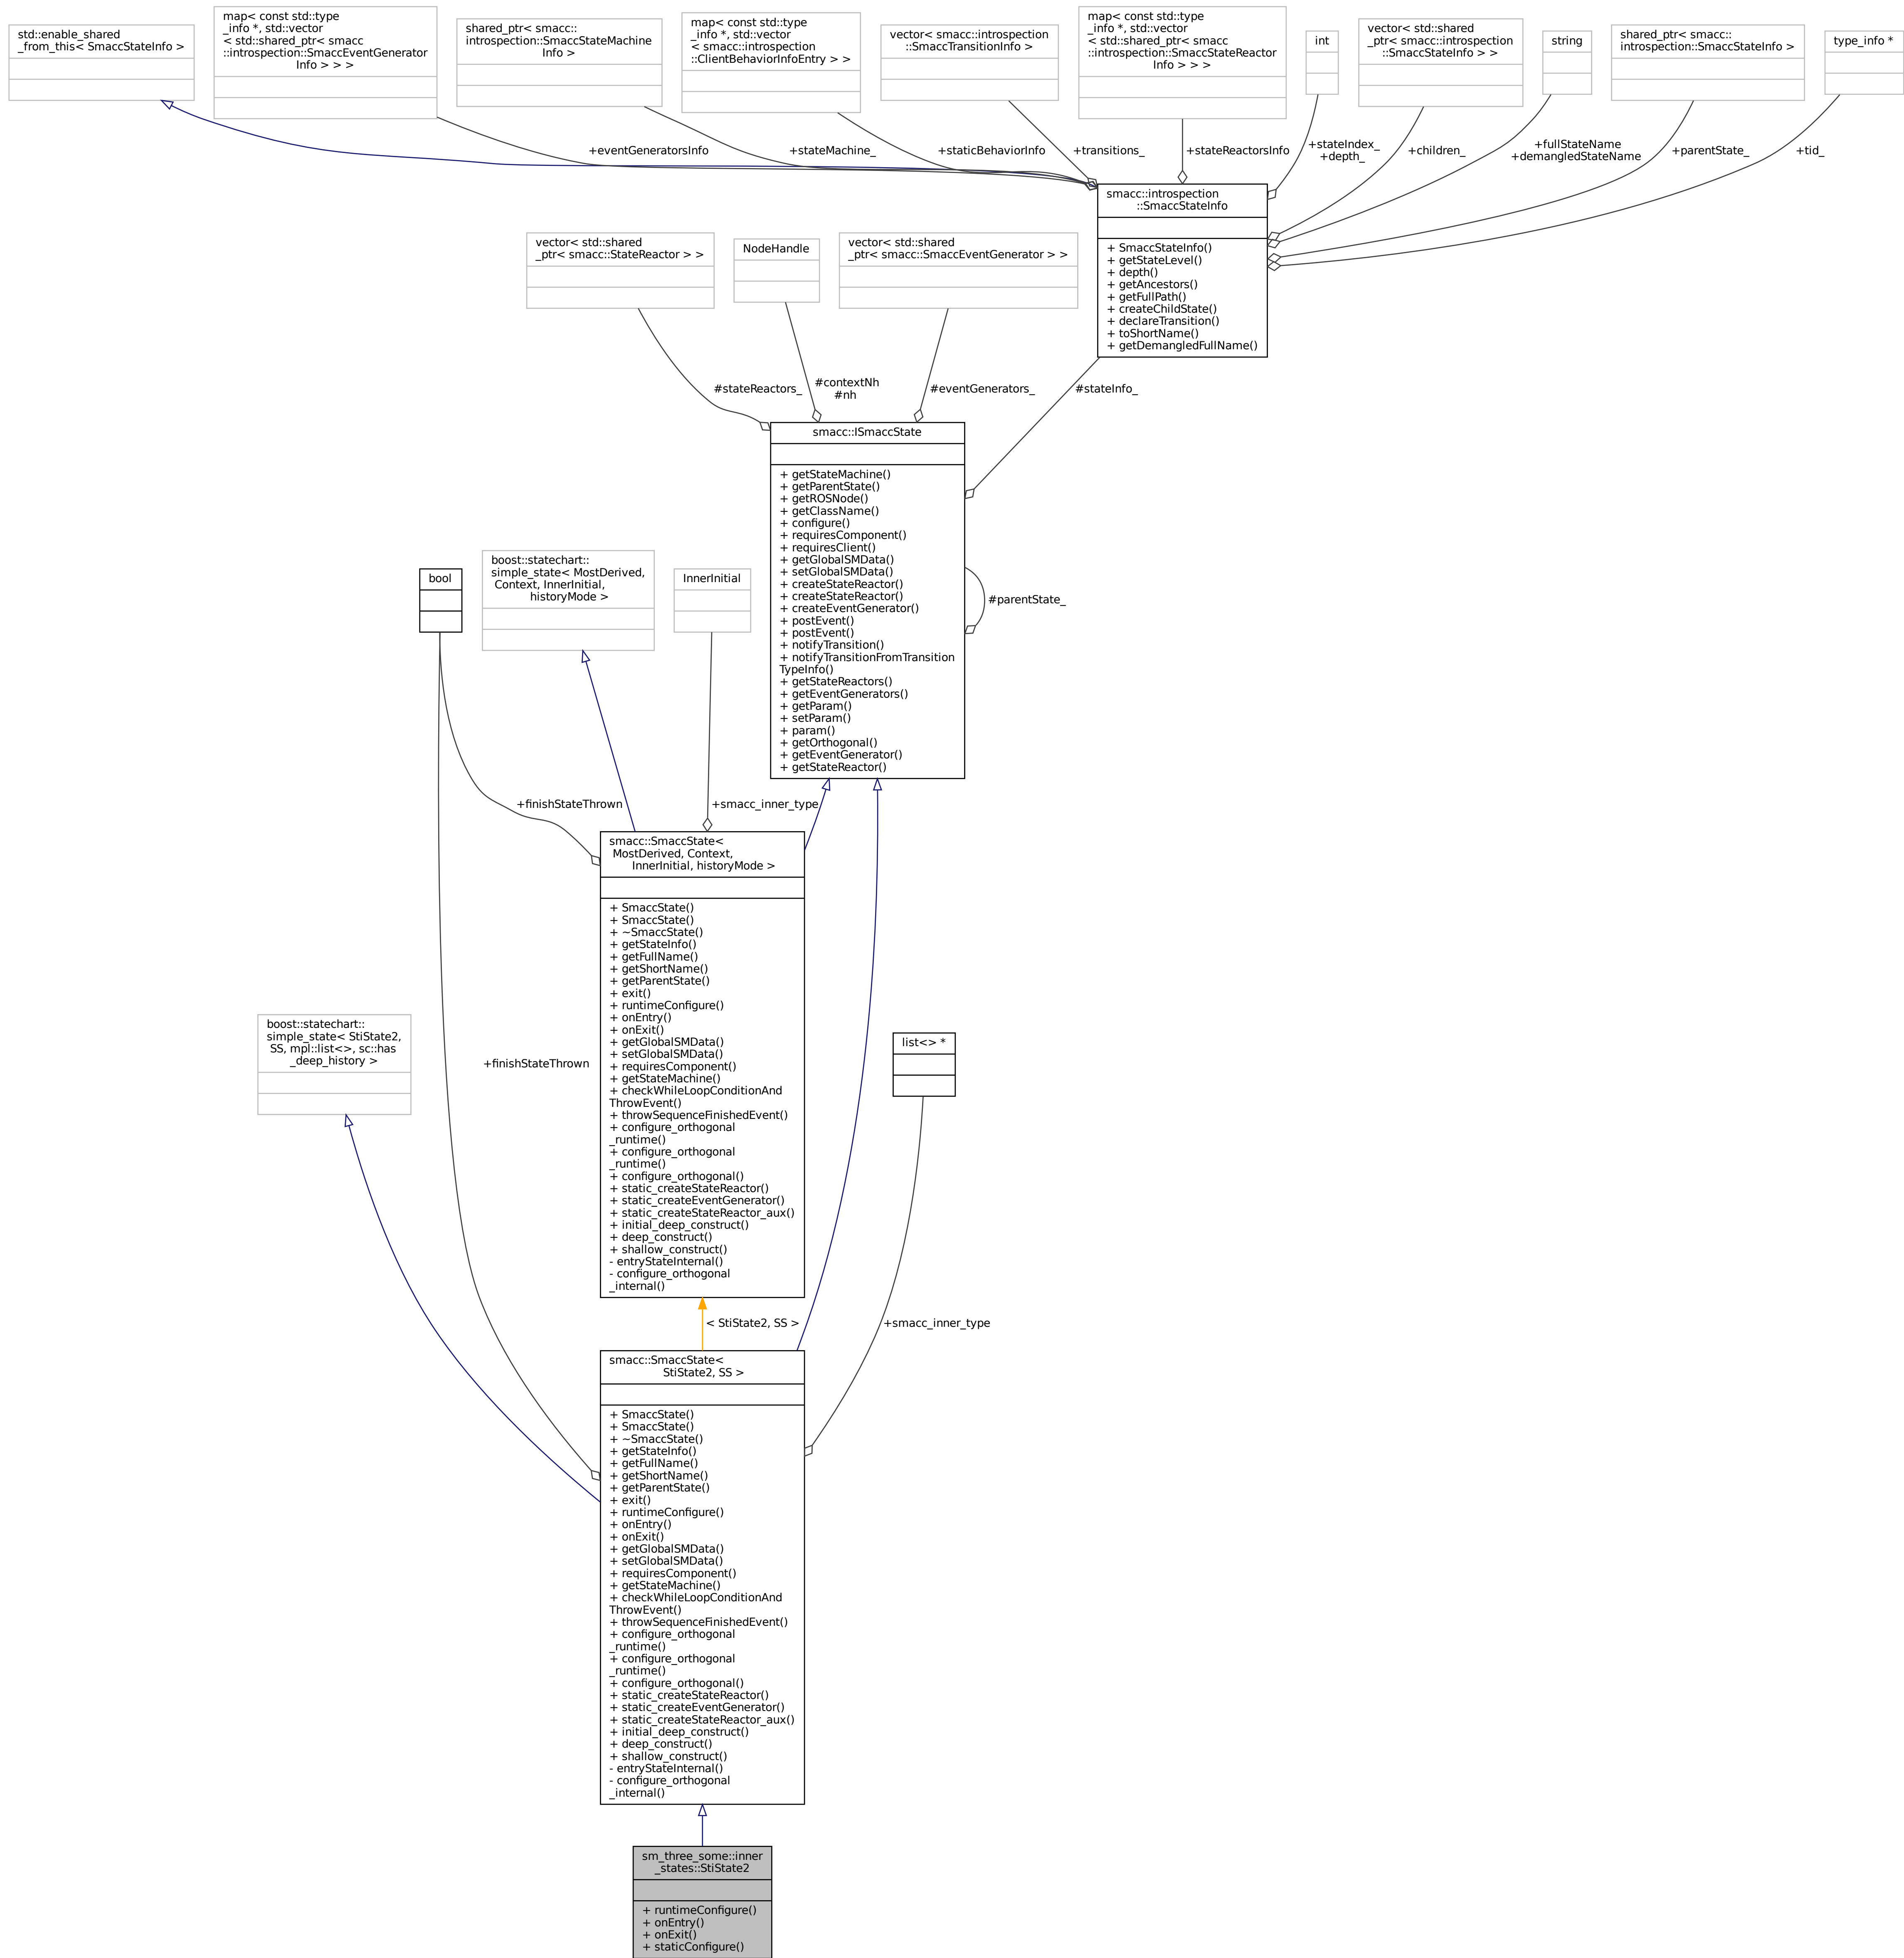 std::enable_shared
_from_this< SmaccStateInfo >
map< const std::type
_info *, std::vector
< std::shared_ptr< smacc
::introspection::SmaccEventGenerator
Info > > >
shared_ptr< smacc::
introspection::SmaccStateMachine
Info >
map< const std::type
_info *, std::vector
< smacc::introspection
::ClientBehaviorInfoEntry > >
vector< smacc::introspection
::SmaccTransitionInfo >
map< const std::type
_info *, std::vector
< std::shared_ptr< smacc
::introspection::SmaccStateReactor
Info > > >
int
vector< std::shared
_ptr< smacc::introspection
::SmaccStateInfo > >
string
shared_ptr< smacc::
introspection::SmaccStateInfo >
type_info *
+eventGeneratorsInfo
+stateMachine_
+staticBehaviorInfo
+transitions_
+stateReactorsInfo
+stateIndex_
+depth_
+children_
+fullStateName
+demangledStateName
+parentState_
+tid_
smacc::introspection
::SmaccStateInfo
+ SmaccStateInfo()
+ getStateLevel()
+ depth()
+ getAncestors()
+ getFullPath()
+ createChildState()
+ declareTransition()
+ toShortName()
+ getDemangledFullName()
vector< std::shared
_ptr< smacc::StateReactor > >
NodeHandle
vector< std::shared
_ptr< smacc::SmaccEventGenerator > >
#stateReactors_
#contextNh
#nh
#eventGenerators_
#stateInfo_
smacc::ISmaccState
+ getStateMachine()
+ getParentState()
+ getROSNode()
+ getClassName()
+ configure()
+ requiresComponent()
+ requiresClient()
+ getGlobalSMData()
+ setGlobalSMData()
+ createStateReactor()
+ createStateReactor()
+ createEventGenerator()
+ postEvent()
+ postEvent()
+ notifyTransition()
+ notifyTransitionFromTransition
TypeInfo()
+ getStateReactors()
+ getEventGenerators()
+ getParam()
+ setParam()
+ param()
+ getOrthogonal()
+ getEventGenerator()
+ getStateReactor()
#parentState_
bool
boost::statechart::
simple_state< MostDerived,
Context, InnerInitial,
historyMode >
InnerInitial
+finishStateThrown
+smacc_inner_type
smacc::SmaccState<
MostDerived, Context,
InnerInitial, historyMode >
+ SmaccState()
+ SmaccState()
+ ~SmaccState()
+ getStateInfo()
+ getFullName()
+ getShortName()
+ getParentState()
+ exit()
+ runtimeConfigure()
+ onEntry()
+ onExit()
+ getGlobalSMData()
+ setGlobalSMData()
+ requiresComponent()
+ getStateMachine()
+ checkWhileLoopConditionAnd
ThrowEvent()
+ throwSequenceFinishedEvent()
+ configure_orthogonal
_runtime()
+ configure_orthogonal
_runtime()
+ configure_orthogonal()
+ static_createStateReactor()
+ static_createEventGenerator()
+ static_createStateReactor_aux()
+ initial_deep_construct()
+ deep_construct()
+ shallow_construct()
- entryStateInternal()
- configure_orthogonal
_internal()
boost::statechart::
simple_state< StiState2,
SS, mpl::list<>, sc::has
_deep_history >
+finishStateThrown
list<> *
< StiState2, SS >
+smacc_inner_type
smacc::SmaccState<
StiState2, SS >
+ SmaccState()
+ SmaccState()
+ ~SmaccState()
+ getStateInfo()
+ getFullName()
+ getShortName()
+ getParentState()
+ exit()
+ runtimeConfigure()
+ onEntry()
+ onExit()
+ getGlobalSMData()
+ setGlobalSMData()
+ requiresComponent()
+ getStateMachine()
+ checkWhileLoopConditionAnd
ThrowEvent()
+ throwSequenceFinishedEvent()
+ configure_orthogonal
_runtime()
+ configure_orthogonal
_runtime()
+ configure_orthogonal()
+ static_createStateReactor()
+ static_createEventGenerator()
+ static_createStateReactor_aux()
+ initial_deep_construct()
+ deep_construct()
+ shallow_construct()
- entryStateInternal()
- configure_orthogonal
_internal()
sm_three_some::inner
_states::StiState2
+ runtimeConfigure()
+ onEntry()
+ onExit()
+ staticConfigure()